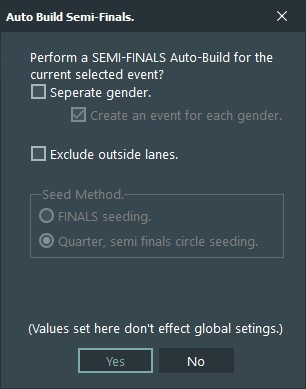 Auto Build Semi-Finals.
Perform a SEMI-FINALS Auto-Build for the
current selected event?
Seperate gender.
Create an event for each gender.
Exclude outside lanes.
Seed Method.
FINALS seeding.
Quarter, semi finals circle seeding.
(Values set here don't effect global setings.)
Yes
No